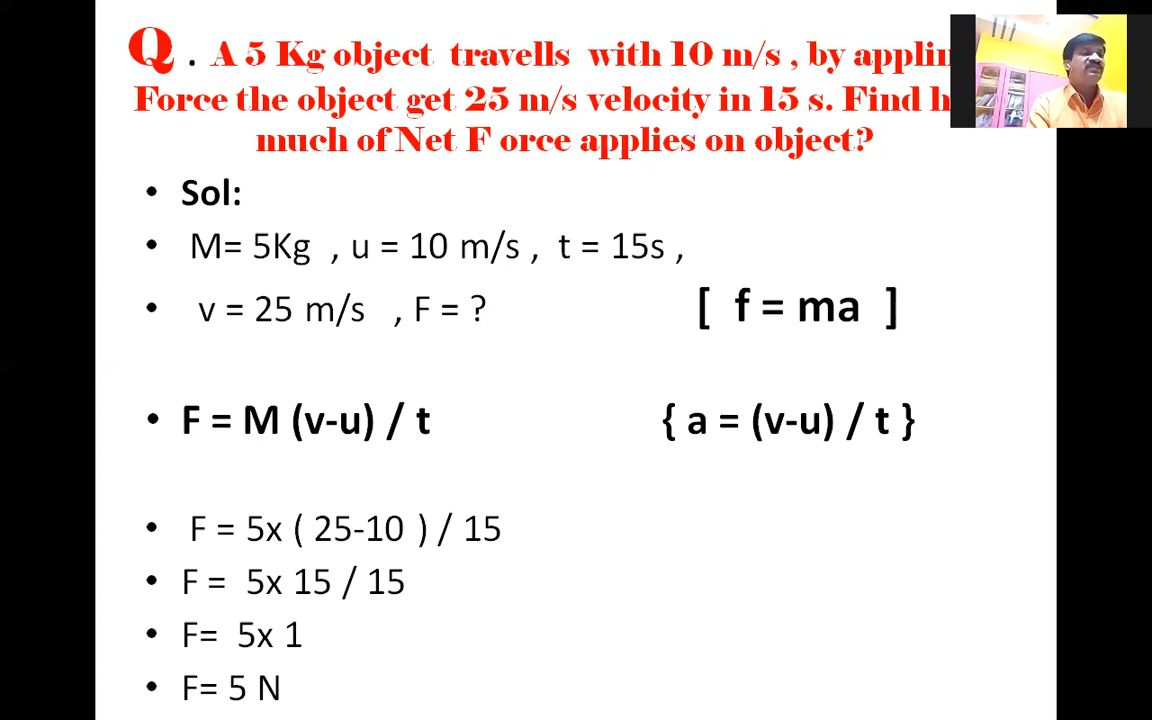 Q . A 5 Kg object travells with 10 m/s , by
Force the object get 25 m/s velocity in 15 s. Find
much of Net F orce applies on object?
• Sol:
• M= 5Kg , u = 10 m/s , t = 15s ,
• v = 25 m/s , F = ? [ f = ma ]
• F = M (v-u) / t { a = (v-u) / t }
• F = 5x ( 25-10 ) / 15
• F = 5x 15 / 15
• F= 5x 1
• F= 5 N